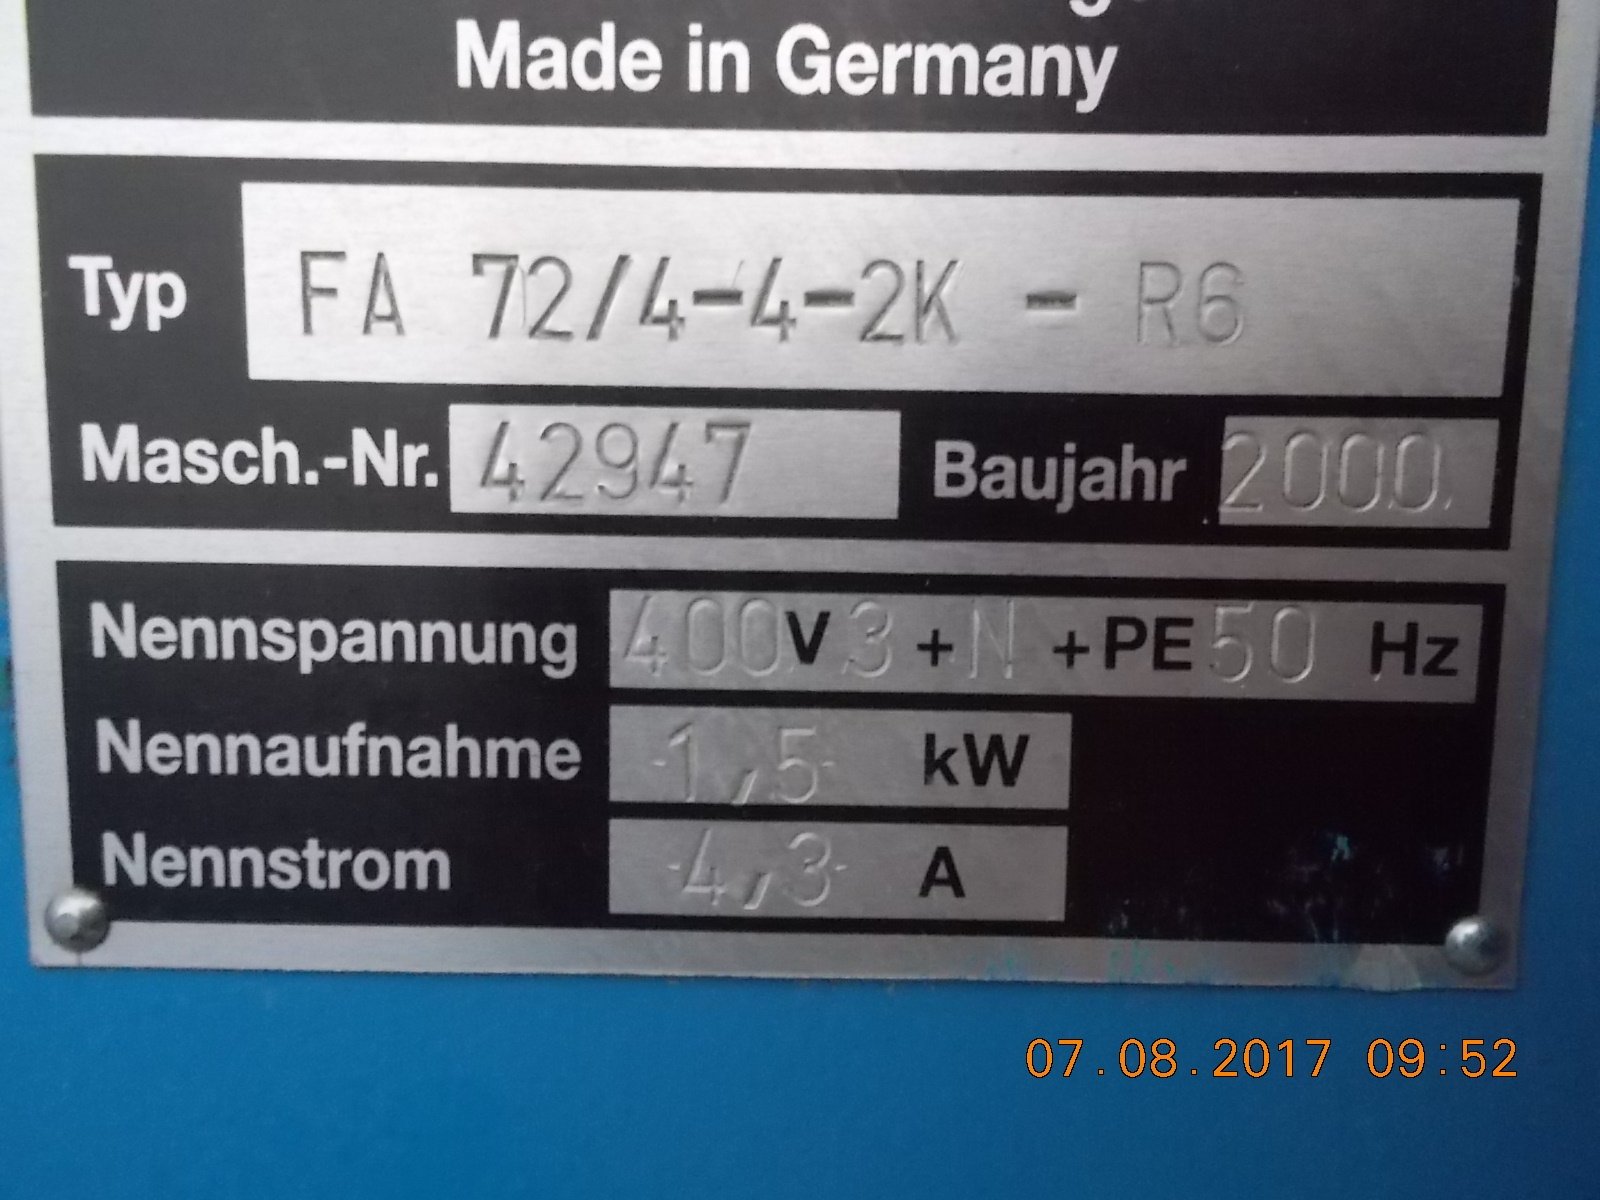 Made in Germany
Typ FA 72/4-4-2K - R6
Masch.-Nr. 42947 Baujahr 2000
Nennspannung 400 V 3 + N + PE 50 Hz
Nennaufnahme 1,5 kW
Nennstrom 4,3 A
07.08.2017 09:52